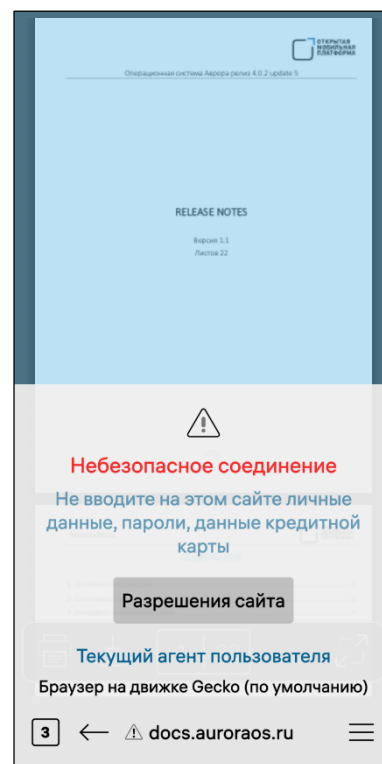 ОТКРЫТАЯ
МОБИЛЬНАЯ
ПЛАТФОРМА
Операционная система Аврора релиз 4.0.2 update 5
RELEASE NOTES
Версия 1.1
Листов 22
Небезопасное соединение
Не вводите на этом сайте личные
данные, пароли, данные кредитной
карты
Разрешения сайта
Текущий агент пользователя
Браузер на движке Gecko (по умолчанию)
3
docs.auroraos.ru